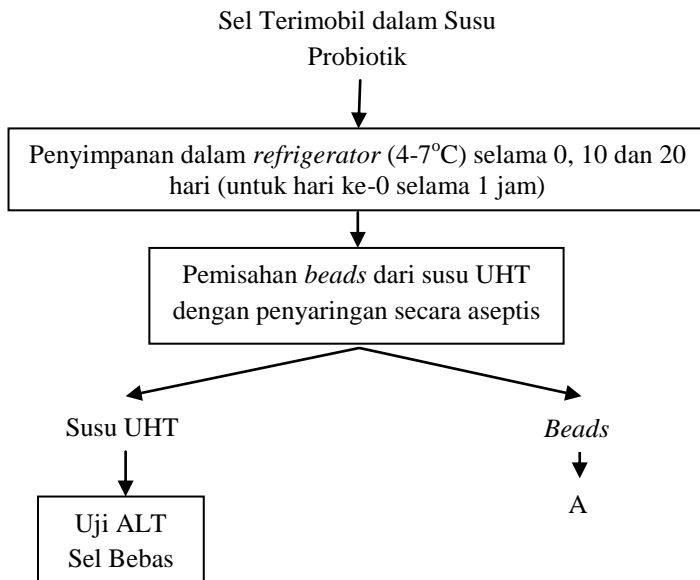 Sel Terimobil dalam Susu
Probiotik
Penyimpanan dalam refrigerator (4-7°C) selama 0, 10 dan 20
hari (untuk hari ke-0 selama 1 jam)
Pemisahan beads dari susu UHT
dengan penyaringan secara aseptis
Susu UHT
Beads
A
Uji ALT
Sel Bebas